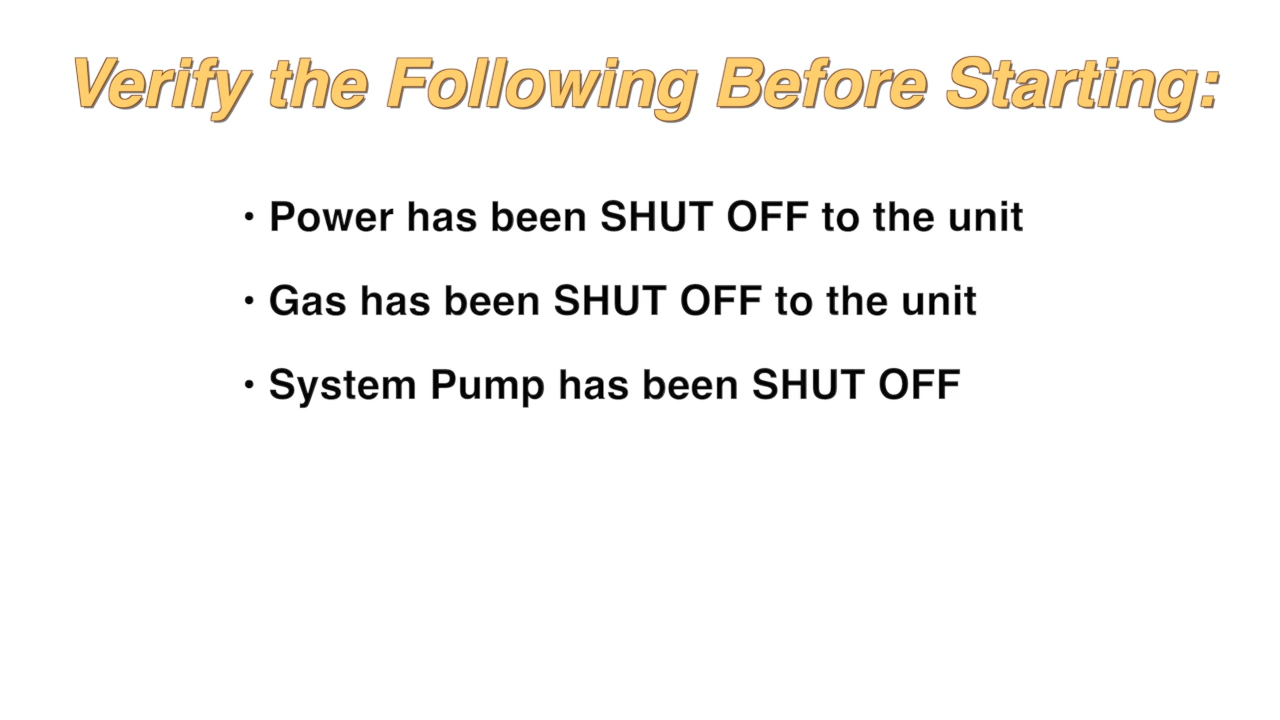 Verify the Following Before Starting:
• Power has been SHUT OFF to the unit
• Gas has been SHUT OFF to the unit
• System Pump has been SHUT OFF